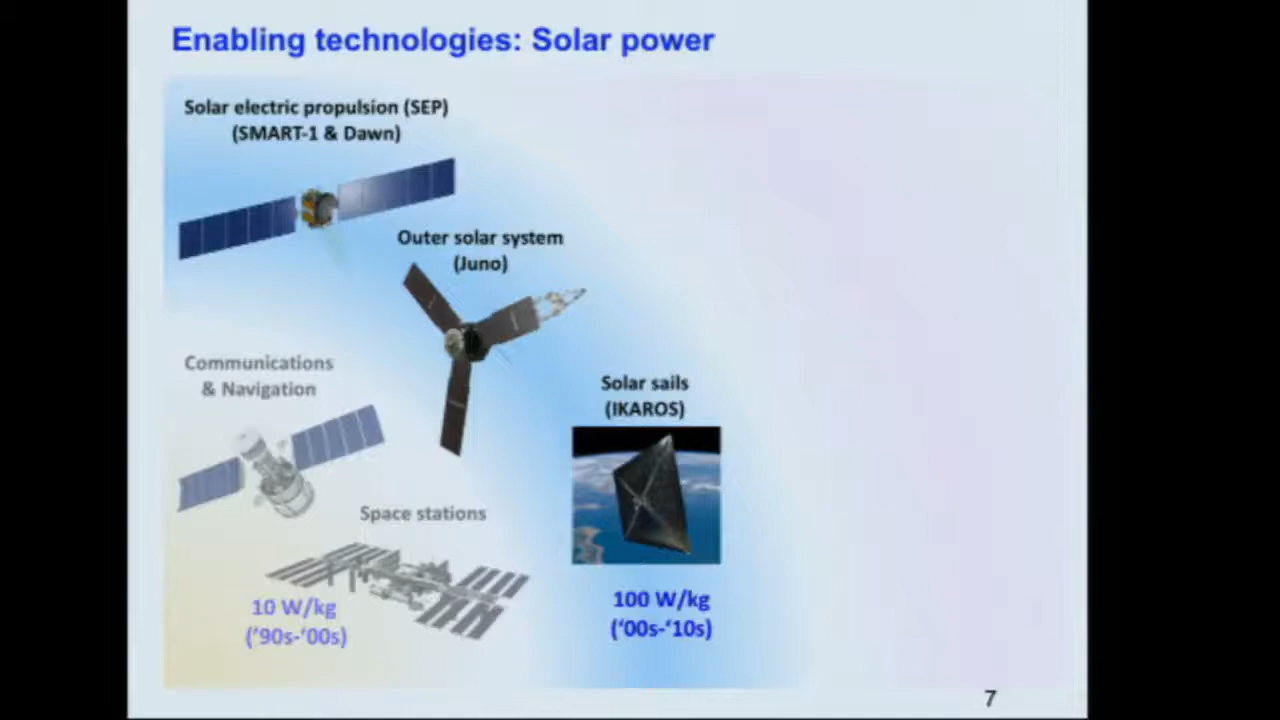 Enabling technologies: Solar power
Solar electric propulsion (SEP)
(SMART-1 & Dawn)
Outer solar system
(Juno)
Communications
& Navigation
Solar sails
(IKAROS)
Space stations
10 W/kg
(’90s-‘00s)
100 W/kg
(‘00s-‘10s)
7